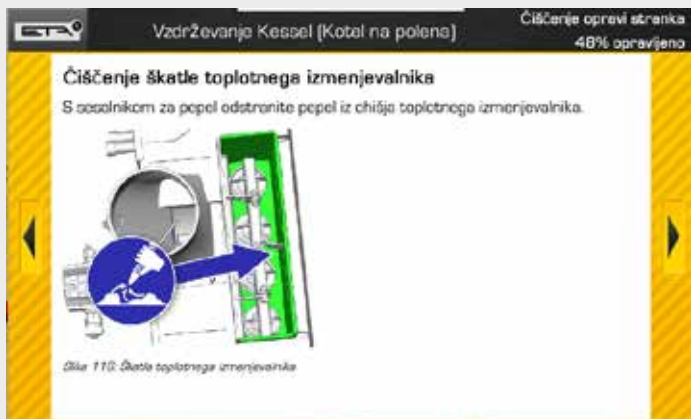 ETA
Vzdrževanje Kessel (Kotel na polena)
Čiščenje opravi stranka
48% opravljeno
Čiščenje škatle toplotnega izmenjevalnika
S sesalnikom za pepel odstranite pepel iz ohišja toplotnega izmenjevalnika.
Slika 110: Škatla toplotnega izmenjevalnika